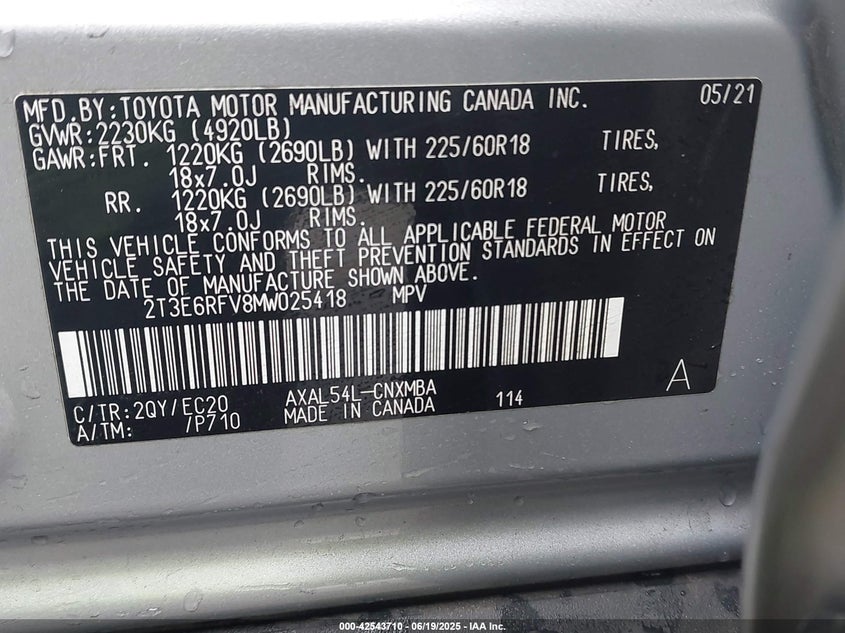 MFD.BY:TOYOTA MOTOR MANUFACTURING CANADA INC. 05/21
GVWR:2230KG (4920LB)
GAWR:FRT. 1220KG (2690LB) WITH 225/60R18 TIRES,
18x7.0J RIMS.
RR. 1220KG (2690LB) WITH 225/60R18 TIRES,
18x7.0J RIMS.
THIS VEHICLE CONFORMS TO ALL APPLICABLE FEDERAL MOTOR
VEHICLE SAFETY AND THEFT PREVENTION STANDARDS IN EFFECT ON
THE DATE OF MANUFACTURE SHOWN ABOVE.
2T3E6RFV8MW025418 MPV
A
C/TR:2QY/EC20 AXAL54L-CNXMBA 114
A/TM: /P710 MADE IN CANADA
000-42543710 - 06/19/2025 - IAA Inc.